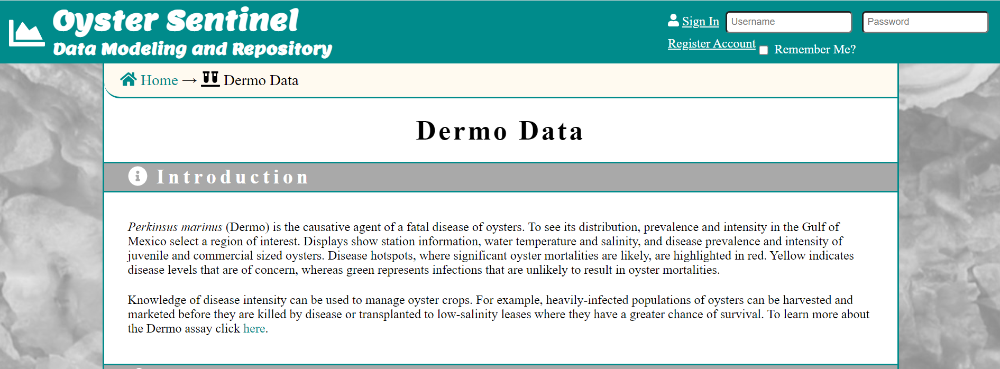 Oyster Sentinel
Data Modeling and Repository
Sign In Username Password
Register Account Remember Me?
Home → Dermo Data
Dermo Data
Introduction
Perkinsus marinus (Dermo) is the causative agent of a fatal disease of oysters. To see its distribution, prevalence and intensity in the Gulf of
Mexico select a region of interest. Displays show station information, water temperature and salinity, and disease prevalence and intensity of
juvenile and commercial sized oysters. Disease hotspots, where significant oyster mortalities are likely, are highlighted in red. Yellow indicates
disease levels that are of concern, whereas green represents infections that are unlikely to result in oyster mortalities.
Knowledge of disease intensity can be used to manage oyster crops. For example, heavily-infected populations of oysters can be harvested and
marketed before they are killed by disease or transplanted to low-salinity leases where they have a greater chance of survival. To learn more about
the Dermo assay click here.